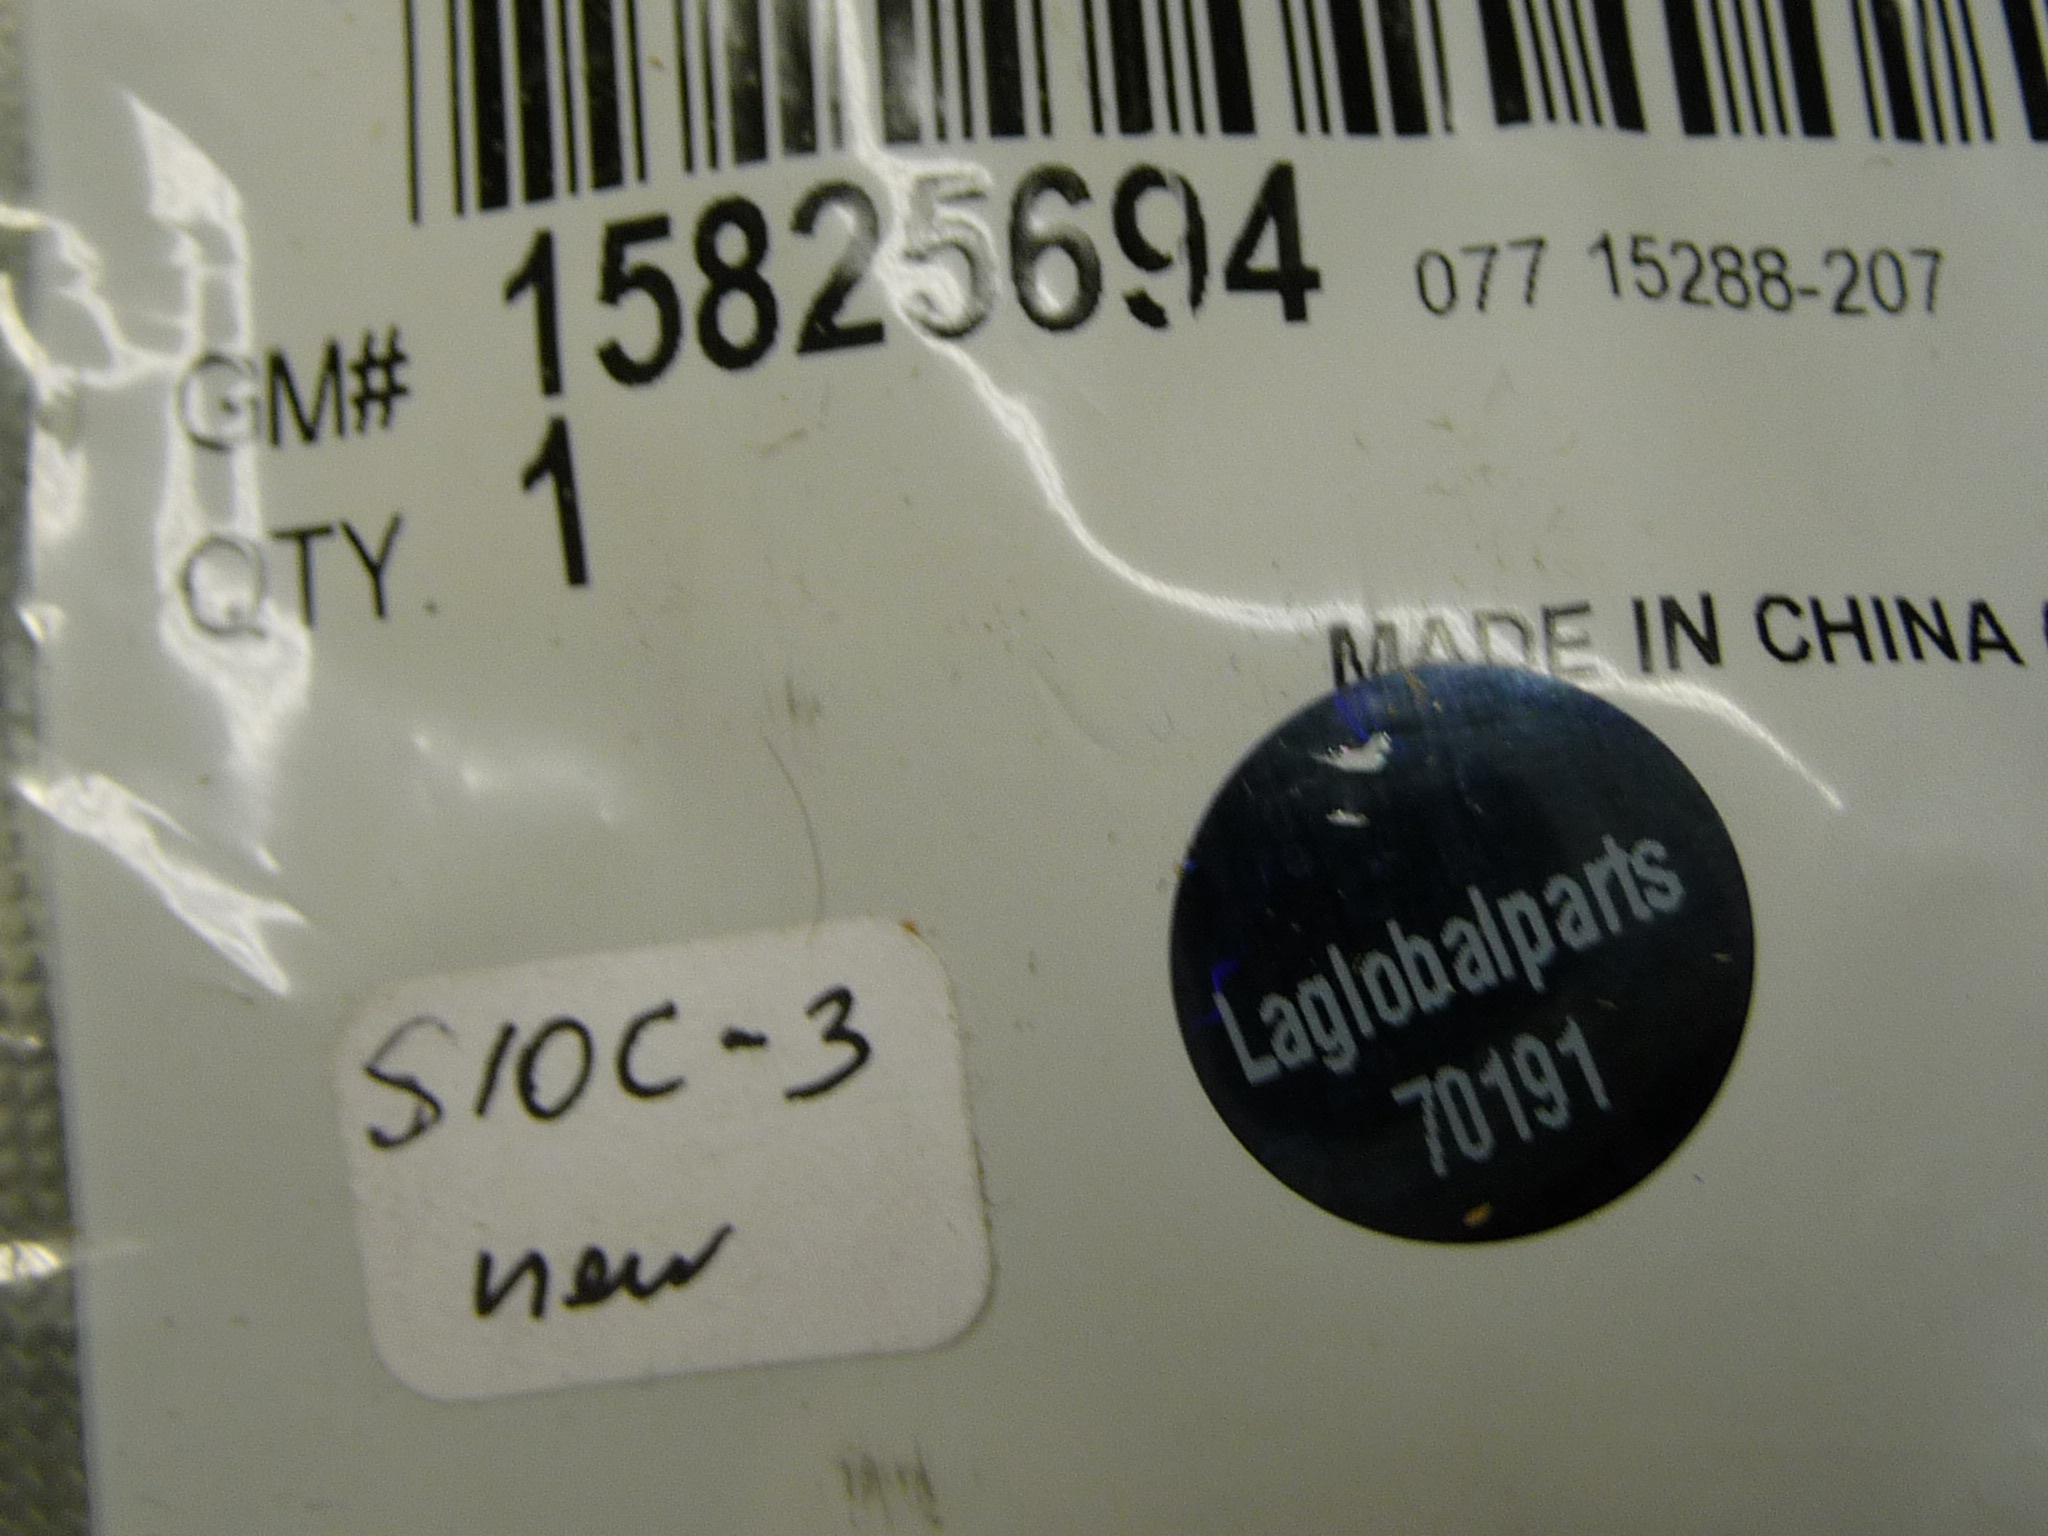 GM# 15825694 077 15288-207
QTY. 1
MADE IN CHINA
Laglobalparts
70191
S10C-3
new